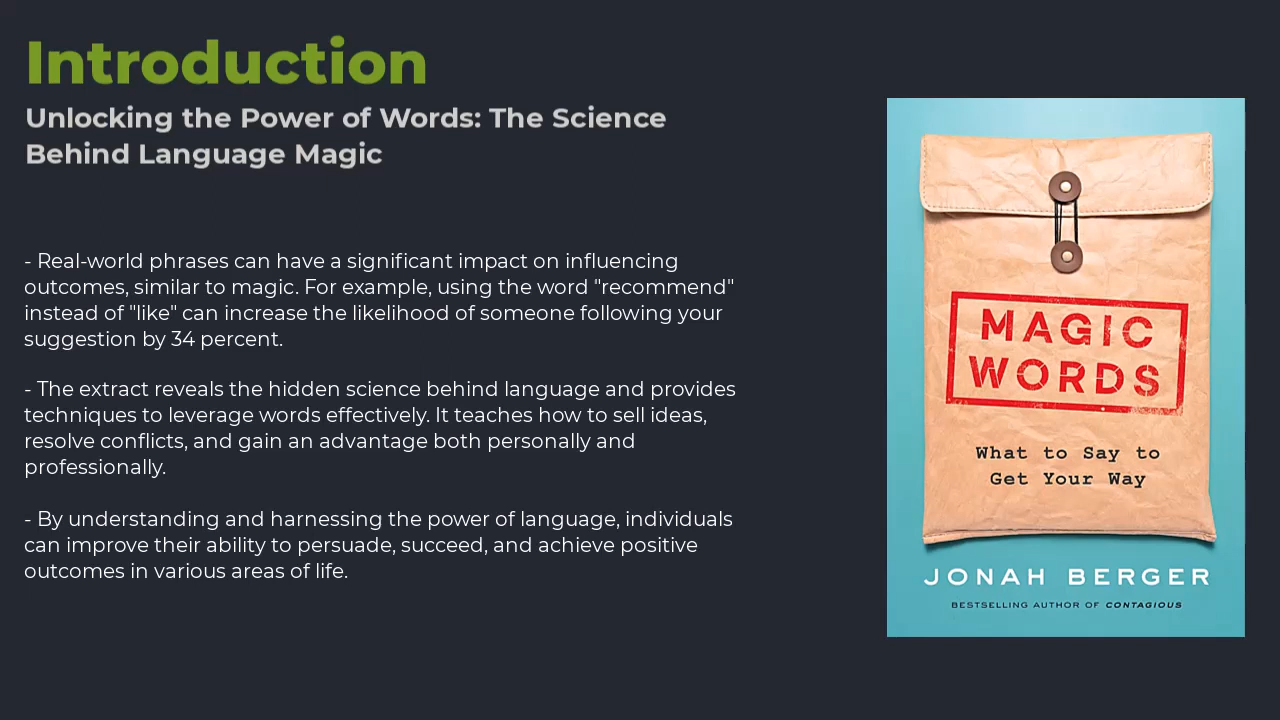 Introduction
Unlocking the Power of Words: The Science
Behind Language Magic
- Real-world phrases can have a significant impact on influencing
outcomes, similar to magic. For example, using the word "recommend"
instead of "like" can increase the likelihood of someone following your
suggestion by 34 percent.
- The extract reveals the hidden science behind language and provides
techniques to leverage words effectively. It teaches how to sell ideas,
resolve conflicts, and gain an advantage both personally and
professionally.
- By understanding and harnessing the power of language, individuals
can improve their ability to persuade, succeed, and achieve positive
outcomes in various areas of life.
MAGIC
WORDS
What to Say to
Get Your Way
JONAH BERGER
BESTSELLING AUTHOR OF CONTAGIOUS